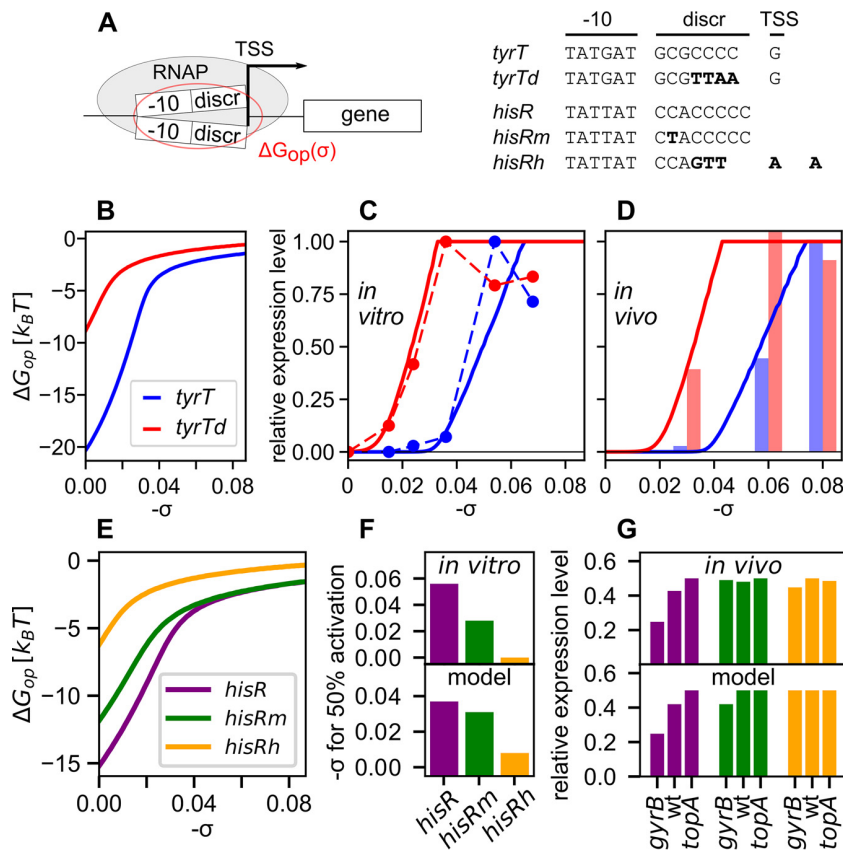 A
TSS
RNAP
-10 discr
-10 discr
gene
ΔGop(σ)
-10 discr TSS
tyrT TATGAT GCGCCCC G
tyrTd TATGAT GCGTTAA G
hisR TATTAT CCACCCCC
hisRm TATTAT CTACCCCC
hisRh TATTAT CCAGTT A A
B
ΔGop [kBT]
0
−5
−10
−15
−20
tyrT
tyrTd
0.00 0.04 0.08
-σ
C
relative expression level
1.00
0.75
0.50
0.25
0.00
in
vitro
0 0.02 0.04 0.06 0.08
-σ
D
in
vivo
0 0.02 0.04 0.06 0.08
-σ
E
ΔGop [kBT]
0
−5
−10
−15
hisR
hisRm
hisRh
0.00 0.04 0.08
-σ
F
-σ for 50% activation
in vitro
0.06
0.04
0.02
0.00
model
0.04
0.02
0.00
hisR hisRm hisRh
G
relative expression level
in vivo
0.6
0.4
0.2
model
0.6
0.4
0.2
0.0
gyrB wt topA gyrB wt topA gyrB wt topA